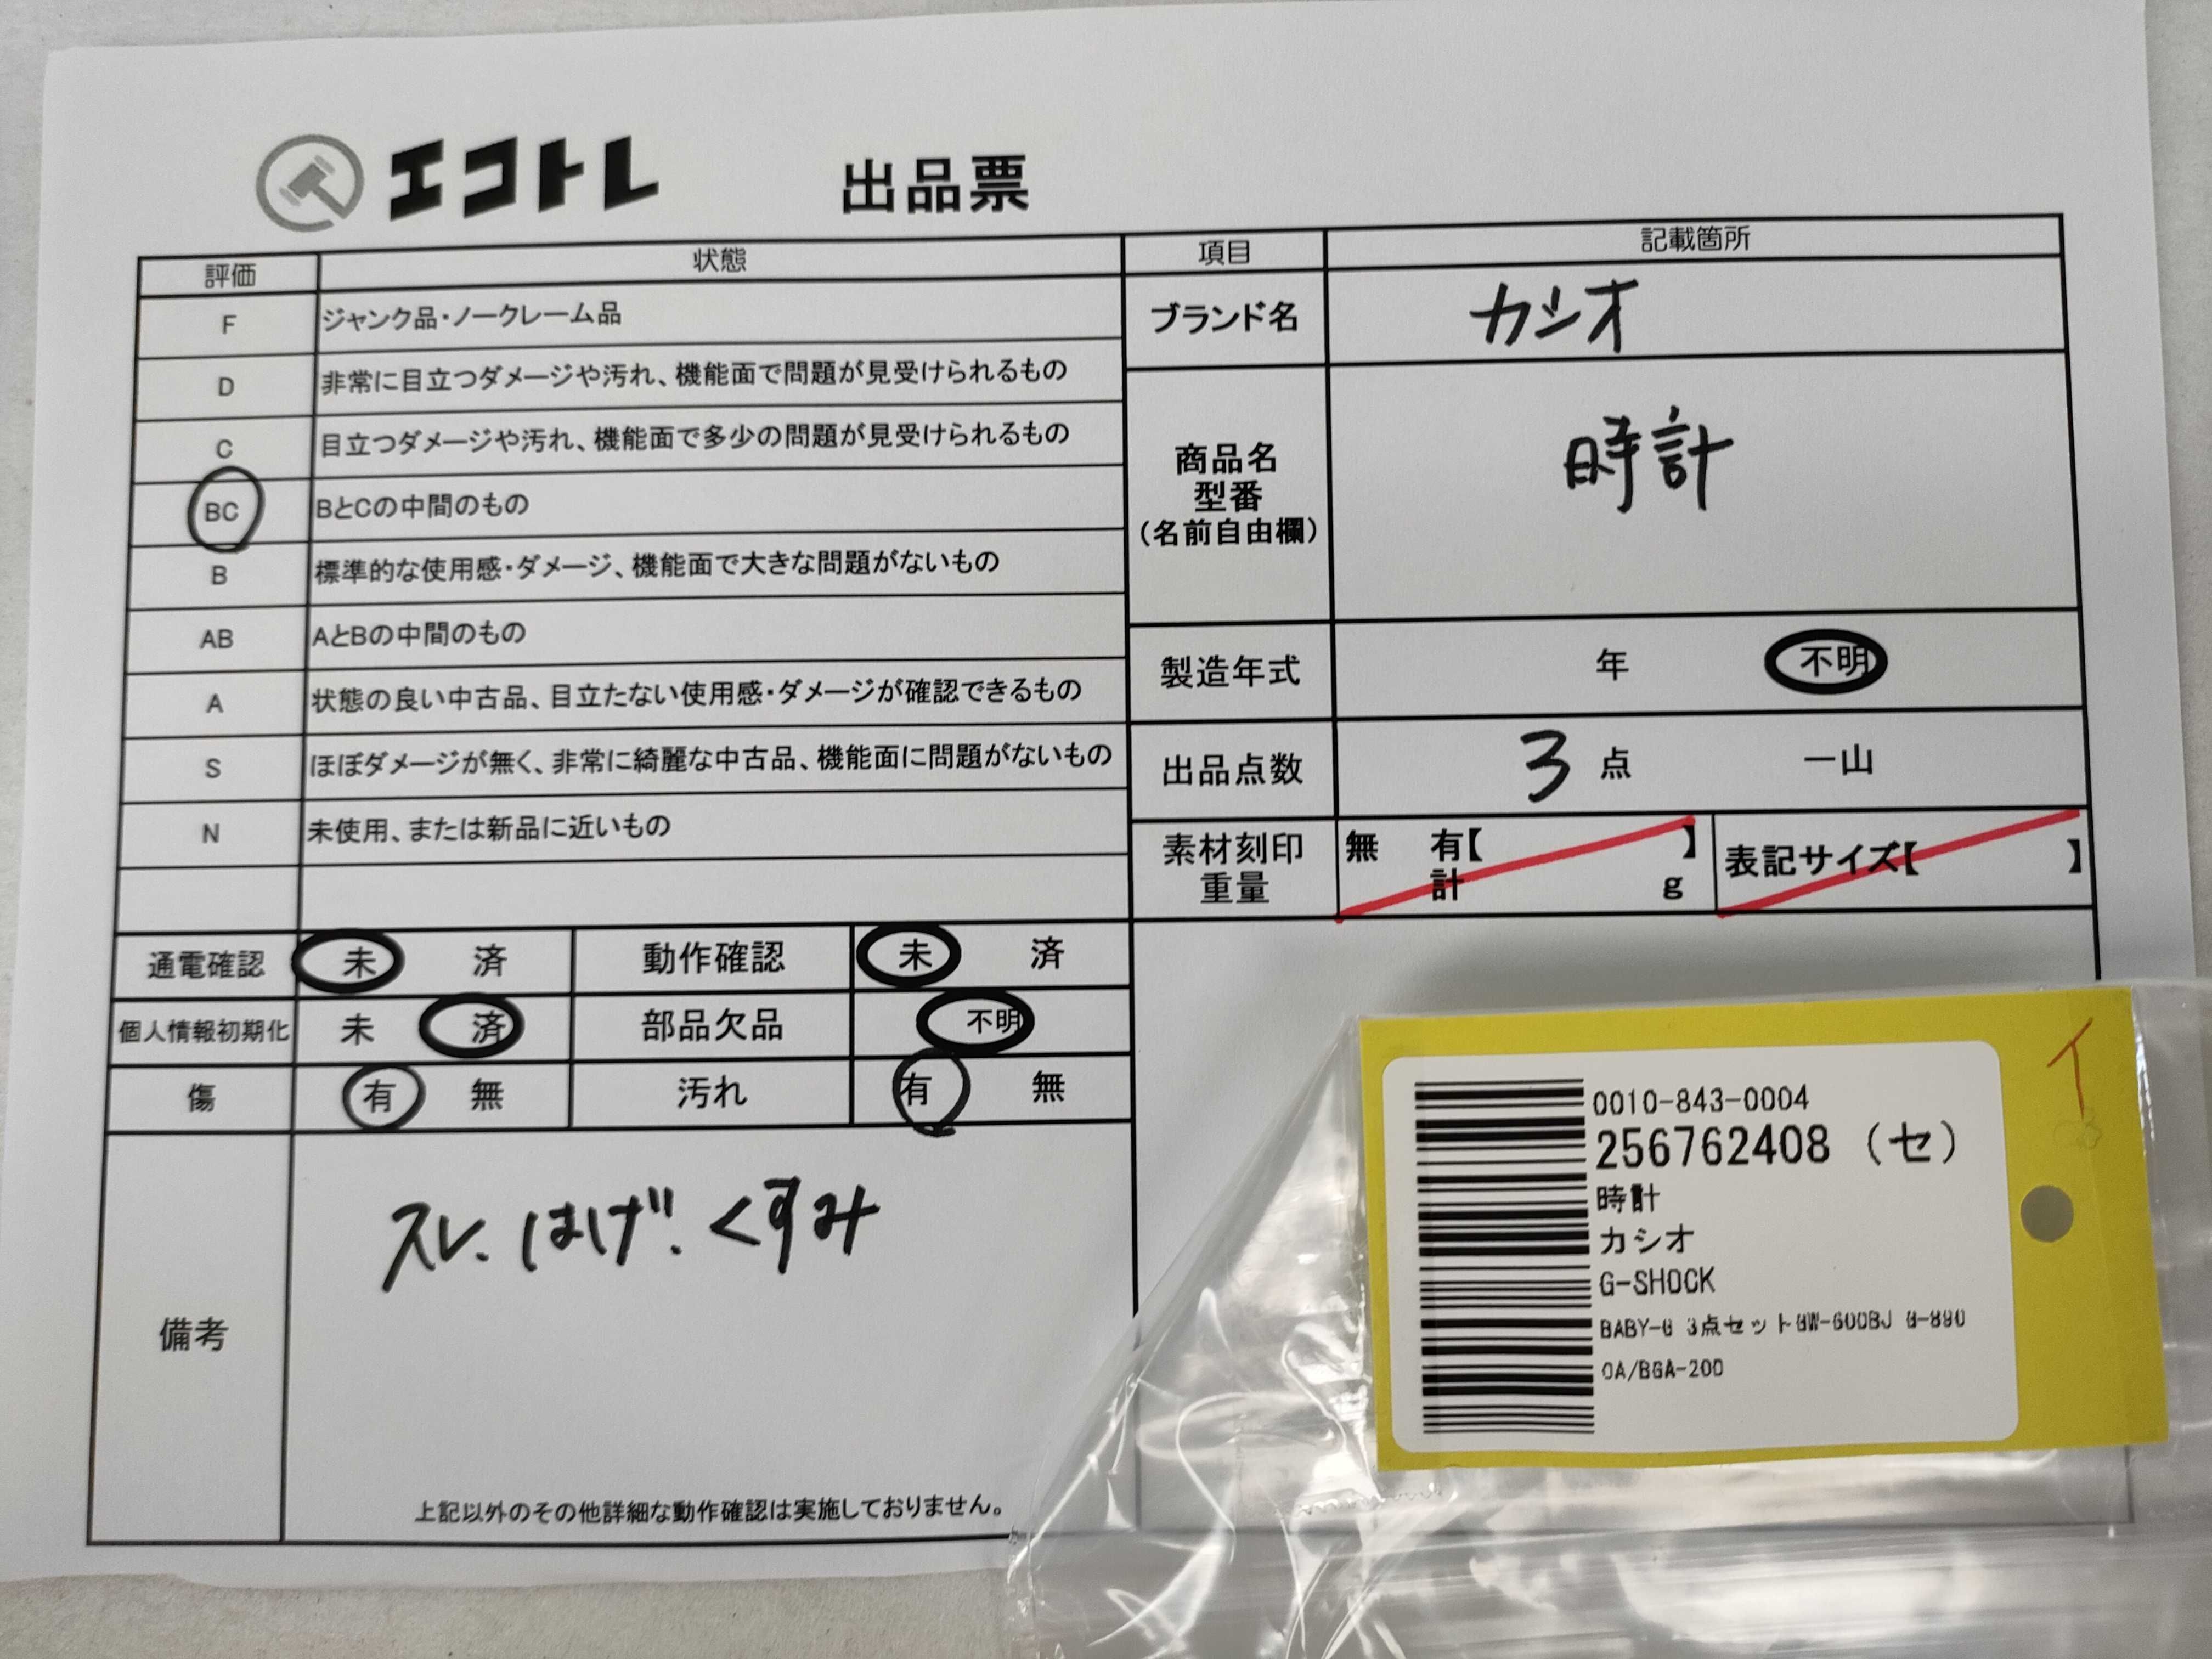 エコトレ 出品票
評価 状態
F ジャンク品・ノークレーム品
D 非常に目立つダメージや汚れ、機能面で問題が見受けられるもの
C 目立つダメージや汚れ、機能面で多少の問題が見受けられるもの
BC BとCの中間のもの
B 標準的な使用感・ダメージ、機能面で大きな問題がないもの
AB AとBの中間のもの
A 状態の良い中古品、目立たない使用感・ダメージが確認できるもの
S ほぼダメージが無く、非常に綺麗な中古品、機能面に問題がないもの
N 未使用、または新品に近いもの
項目 記載箇所
ブランド名 カシオ
商品名
型番
（名前自由欄）
時計
製造年式 年 不明
出品点数 3 点 一山
素材刻印 無 有【 】
重量 計 g
表記サイズ【 】
通電確認 未 済 動作確認 未 済
個人情報初期化 未 済 部品欠品 不明
傷 有 無 汚れ 有 無
備考
スレ、はげ、くすみ
上記以外のその他詳細な動作確認は実施しておりません。
イ
0010-843-0004
256762408 (セ)
時計
カシオ
G-SHOCK
BABY-G 3点セット
BGA-200